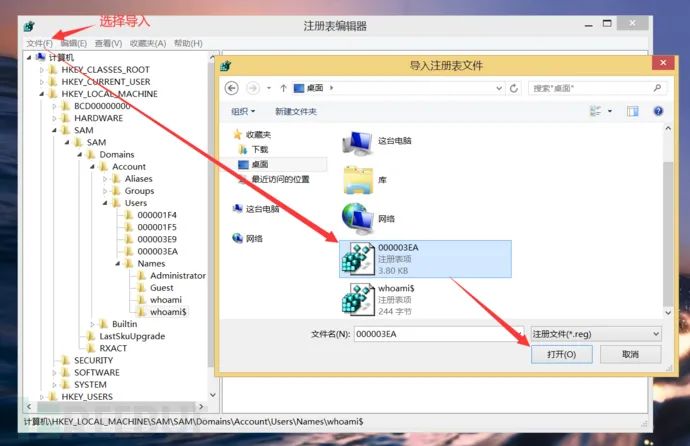 选择导入
注册表编辑器
文件(F) 编辑(E) 查看(V) 收藏夹(A) 帮助(H)
计算机
HKEY_CLASSES_ROOT
HKEY_CURRENT_USER
HKEY_LOCAL_MACHINE
BCD00000000
HARDWARE
SAM
SAM
Domains
Account
Aliases
Groups
Users
000001F4
000001F5
000003E9
000003EA
Names
Administrator
Guest
whoami
whoami$
Builtin
LastSkuUpgrade
RXACT
SECURITY
SOFTWARE
SYSTEM
HKEY_USERS
计算机\HKEY_LOCAL_MACHINE\SAM\SAM\Domains\Account\Users\Names\whoami$
导入注册表文件
桌面
搜索"桌面"
组织 新建文件夹
收藏夹
下载
桌面
最近访问的位置
这台电脑
网络
这台电脑
库
网络
000003EA
注册表项
3.80 KB
whoami$
注册表项
244 字节
文件名(N): 000003EA 注册文件(*.reg)
打开(O) 取消